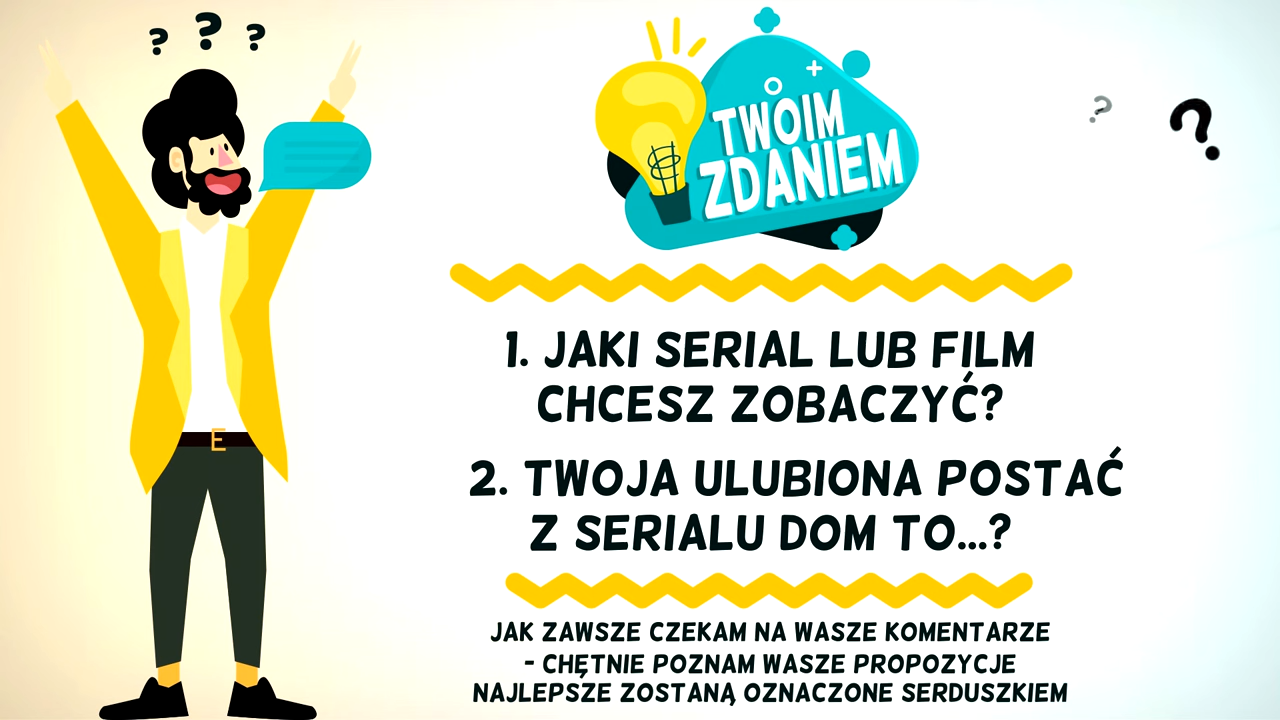 ? ? ?
TWOIM
ZDANIEM
? ?
1. JAKI SERIAL LUB FILM
CHCESZ ZOBACZYĆ?
2. TWOJA ULUBIONA POSTAĆ
Z SERIALU DOM TO...?
JAK ZAWSZE CZEKAM NA WASZE KOMENTARZE
- CHĘTNIE POZNAM WASZE PROPOZYCJE
NAJLEPSZE ZOSTANĄ OZNACZONE SERDUSZKIEM
E